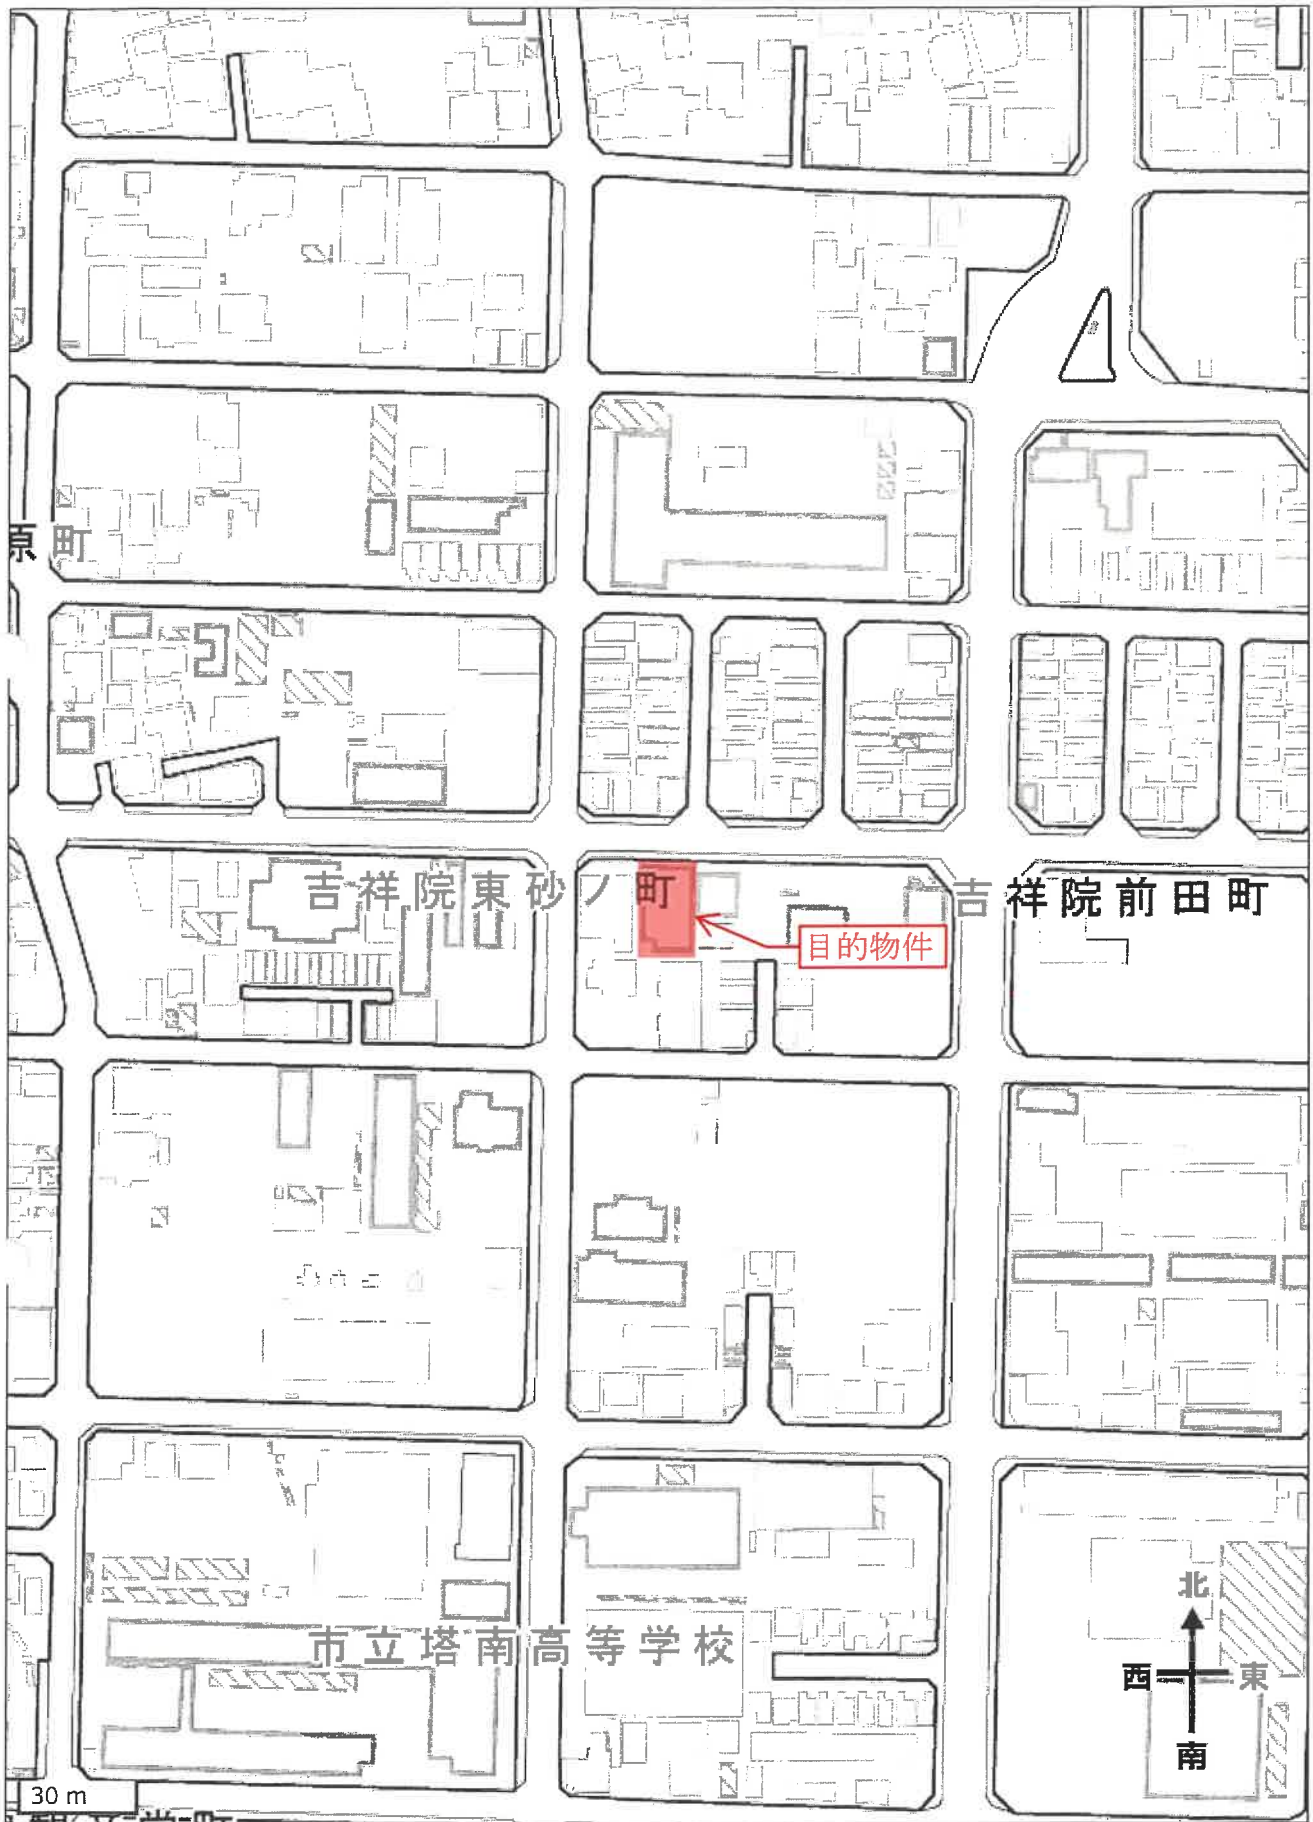 原町
吉祥院東砂ノ町
吉祥院前田町
目的物件
市立塔南高等学校
北
西 東
南
30 m